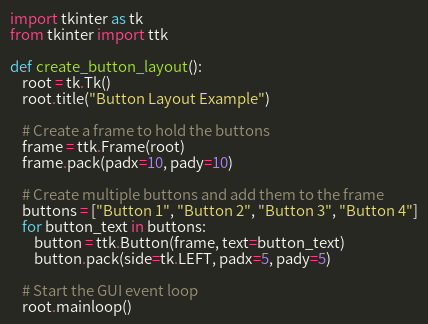 import tkinter as tk
from tkinter import ttk

def create_button_layout():
    root = tk.Tk()
    root.title("Button Layout Example")

    # Create a frame to hold the buttons
    frame = ttk.Frame(root)
    frame.pack(padx=10, pady=10)

    # Create multiple buttons and add them to the frame
    buttons = ["Button 1", "Button 2", "Button 3", "Button 4"]
    for button_text in buttons:
        button = ttk.Button(frame, text=button_text)
        button.pack(side=tk.LEFT, padx=5, pady=5)

    # Start the GUI event loop
    root.mainloop()